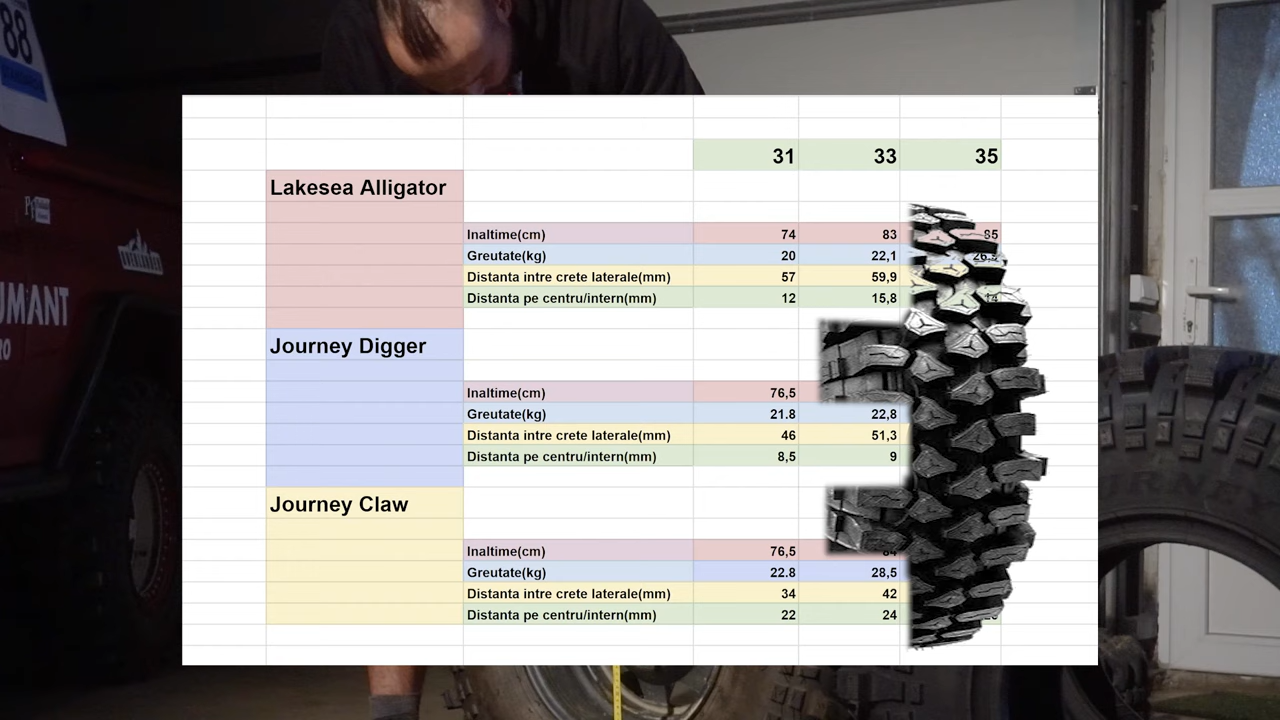 88
UMANT
31 33 35
Lakesea Alligator
Inaltime(cm) 74 83 85
Greutate(kg) 20 22,1
Distanta intre crete laterale(mm) 57 59,9
Distanta pe centru/intern(mm) 12 15,8
Journey Digger
Inaltime(cm) 76,5
Greutate(kg) 21.8 22,8
Distanta intre crete laterale(mm) 46 51,3
Distanta pe centru/intern(mm) 8,5 9
Journey Claw
Inaltime(cm) 76,5 84
Greutate(kg) 22.8 28,5
Distanta intre crete laterale(mm) 34 42
Distanta pe centru/intern(mm) 22 24